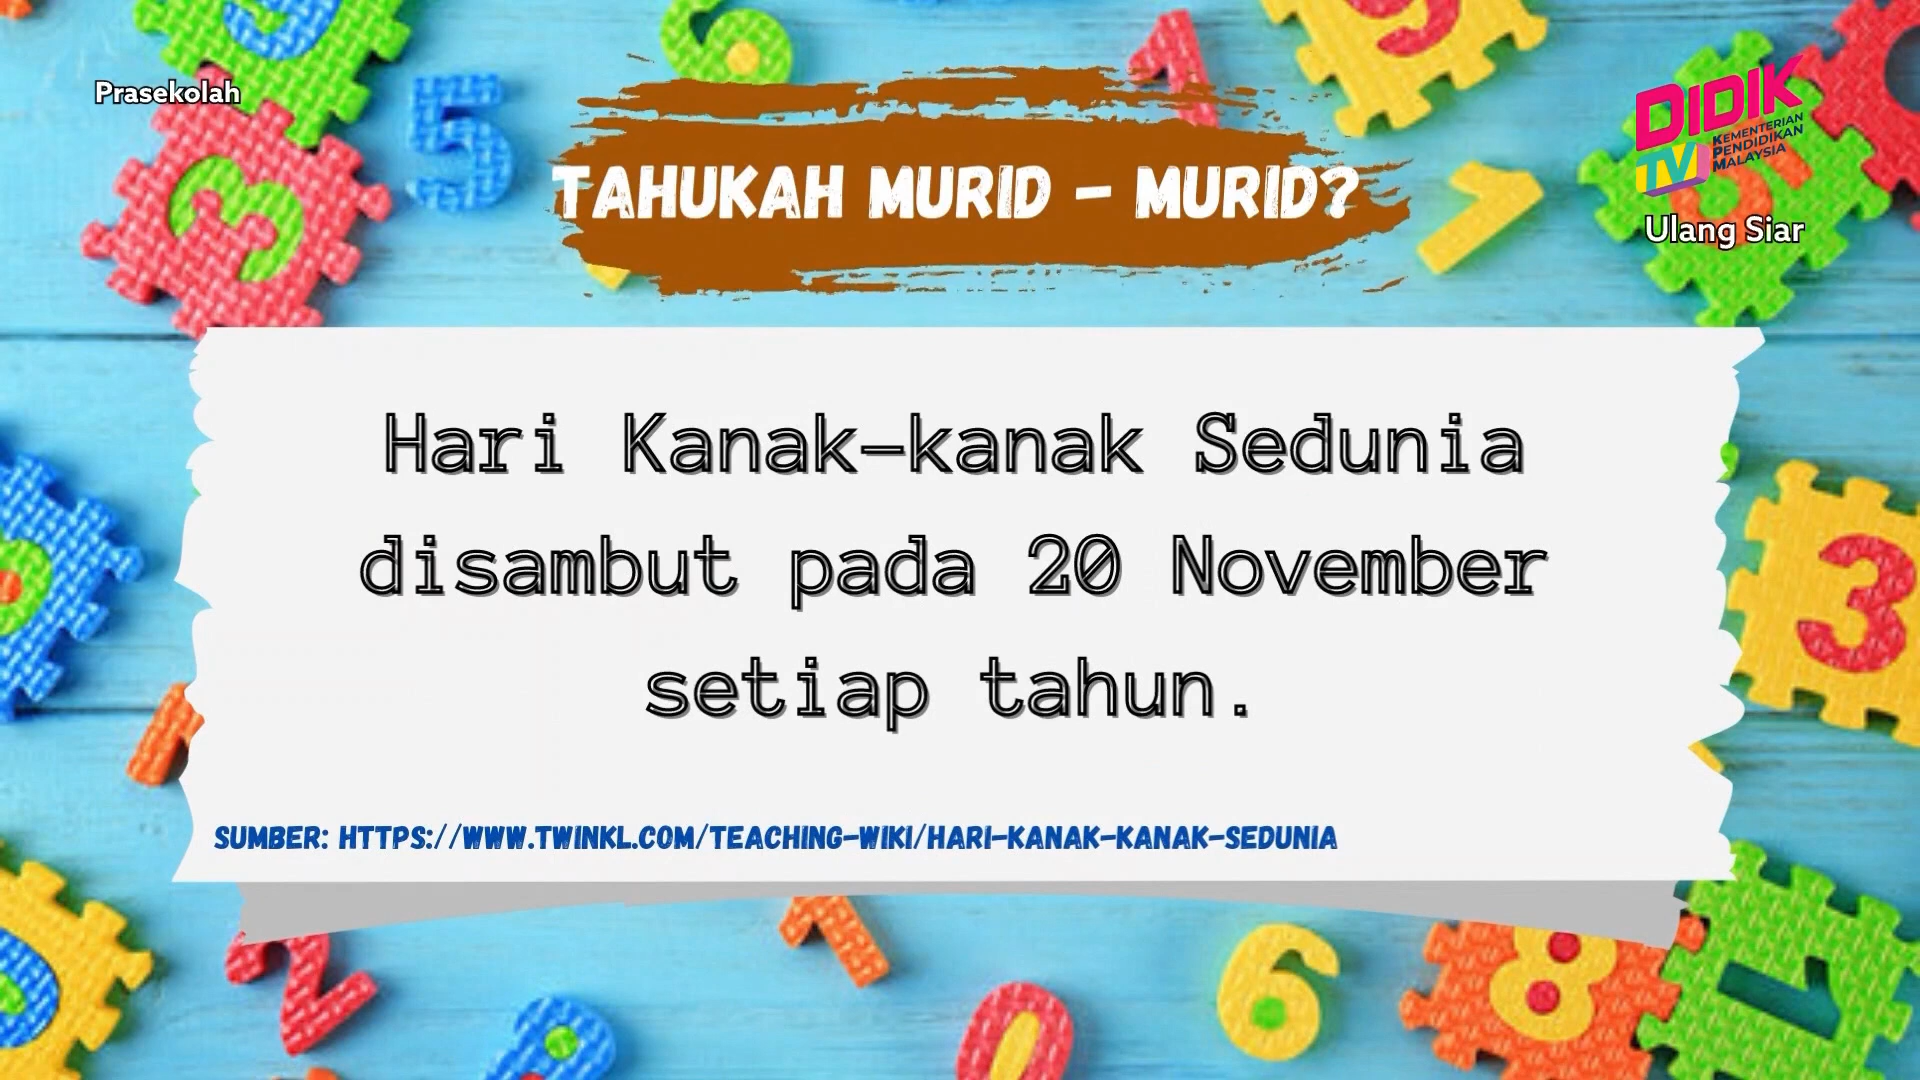 Prasekolah
DIDIK
TV
KEMENTERIAN
PENDIDIKAN
MALAYSIA
Ulang Siar
TAHUKAH MURID - MURID?
Hari Kanak-kanak Sedunia
disambut pada 20 November
setiap tahun.
SUMBER: HTTPS://WWW.TWINKL.COM/TEACHING-WIKI/HARI-KANAK-KANAK-SEDUNIA